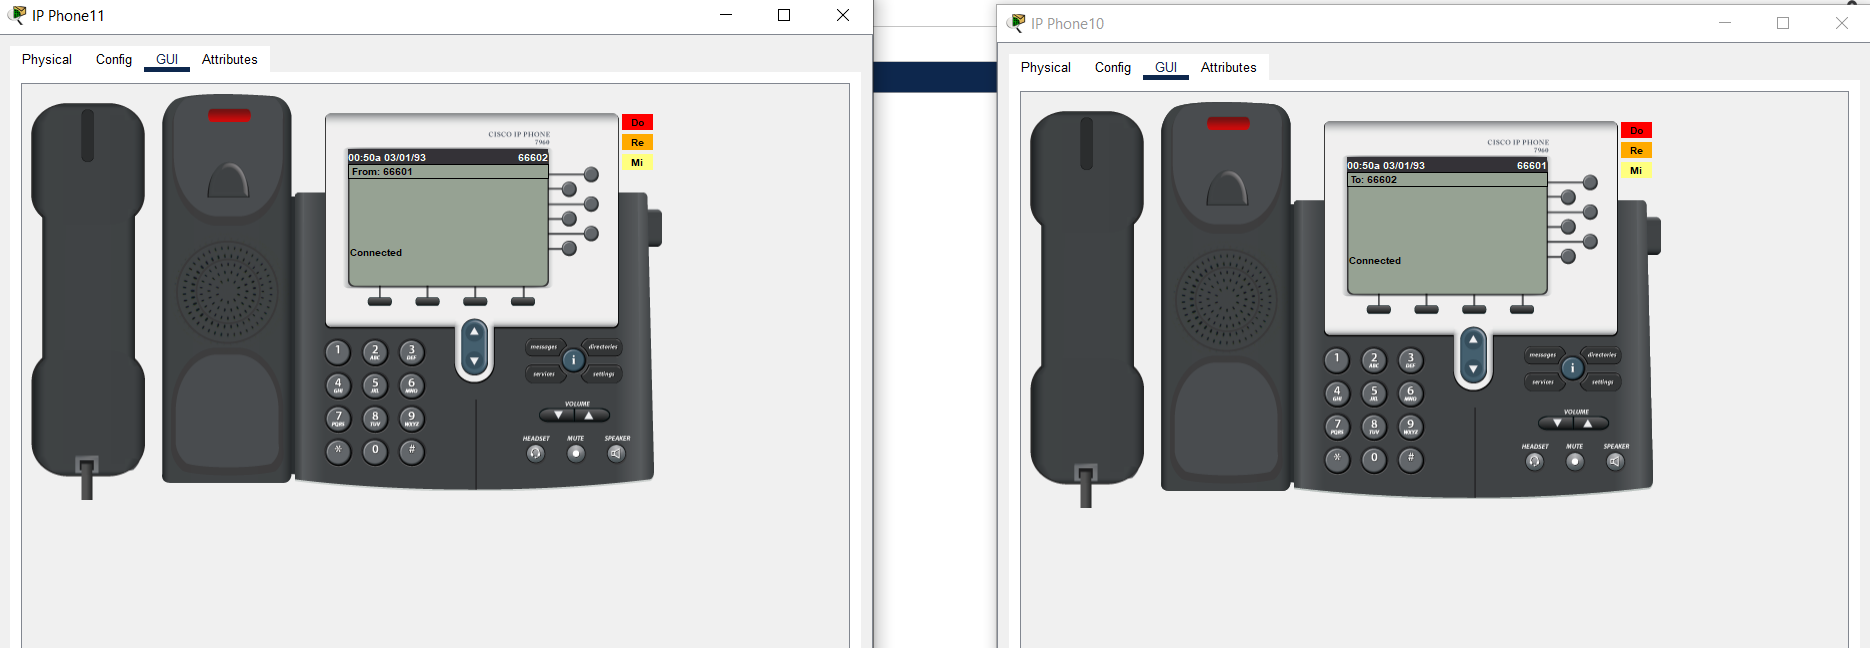 IP Phone11
Physical Config GUI Attributes
CISCO IP PHONE
7960
00:50a 03/01/93 66602
From: 66601
Connected
Do
Re
Mi
1 2 ABC 3 DEF
4 GHI 5 JKL 6 MNO
7 PQRS 8 TUV 9 WXYZ
* 0 #
messages directories
i
services settings
VOLUME
HEADSET MUTE SPEAKER
IP Phone10
Physical Config GUI Attributes
CISCO IP PHONE
7960
00:50a 03/01/93 66601
To: 66602
Connected
Do
Re
Mi
1 2 ABC 3 DEF
4 GHI 5 JKL 6 MNO
7 PQRS 8 TUV 9 WXYZ
* 0 #
messages directories
i
services settings
VOLUME
HEADSET MUTE SPEAKER